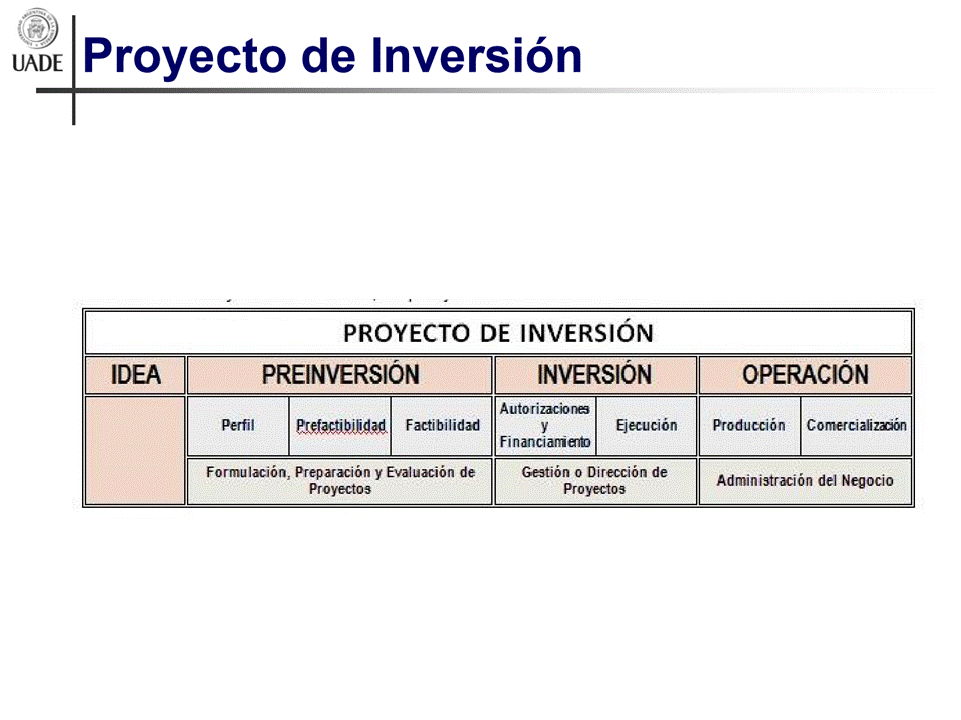 UADE
Proyecto de Inversión
PROYECTO DE INVERSIÓN
IDEA
PREINVERSIÓN
INVERSIÓN
OPERACIÓN
Perfil
Prefactibilidad
Factibilidad
Autorizaciones
y
Financiamiento
Ejecución
Producción
Comercialización
Formulación, Preparación y Evaluación de
Proyectos
Gestión o Dirección de
Proyectos
Administración del Negocio